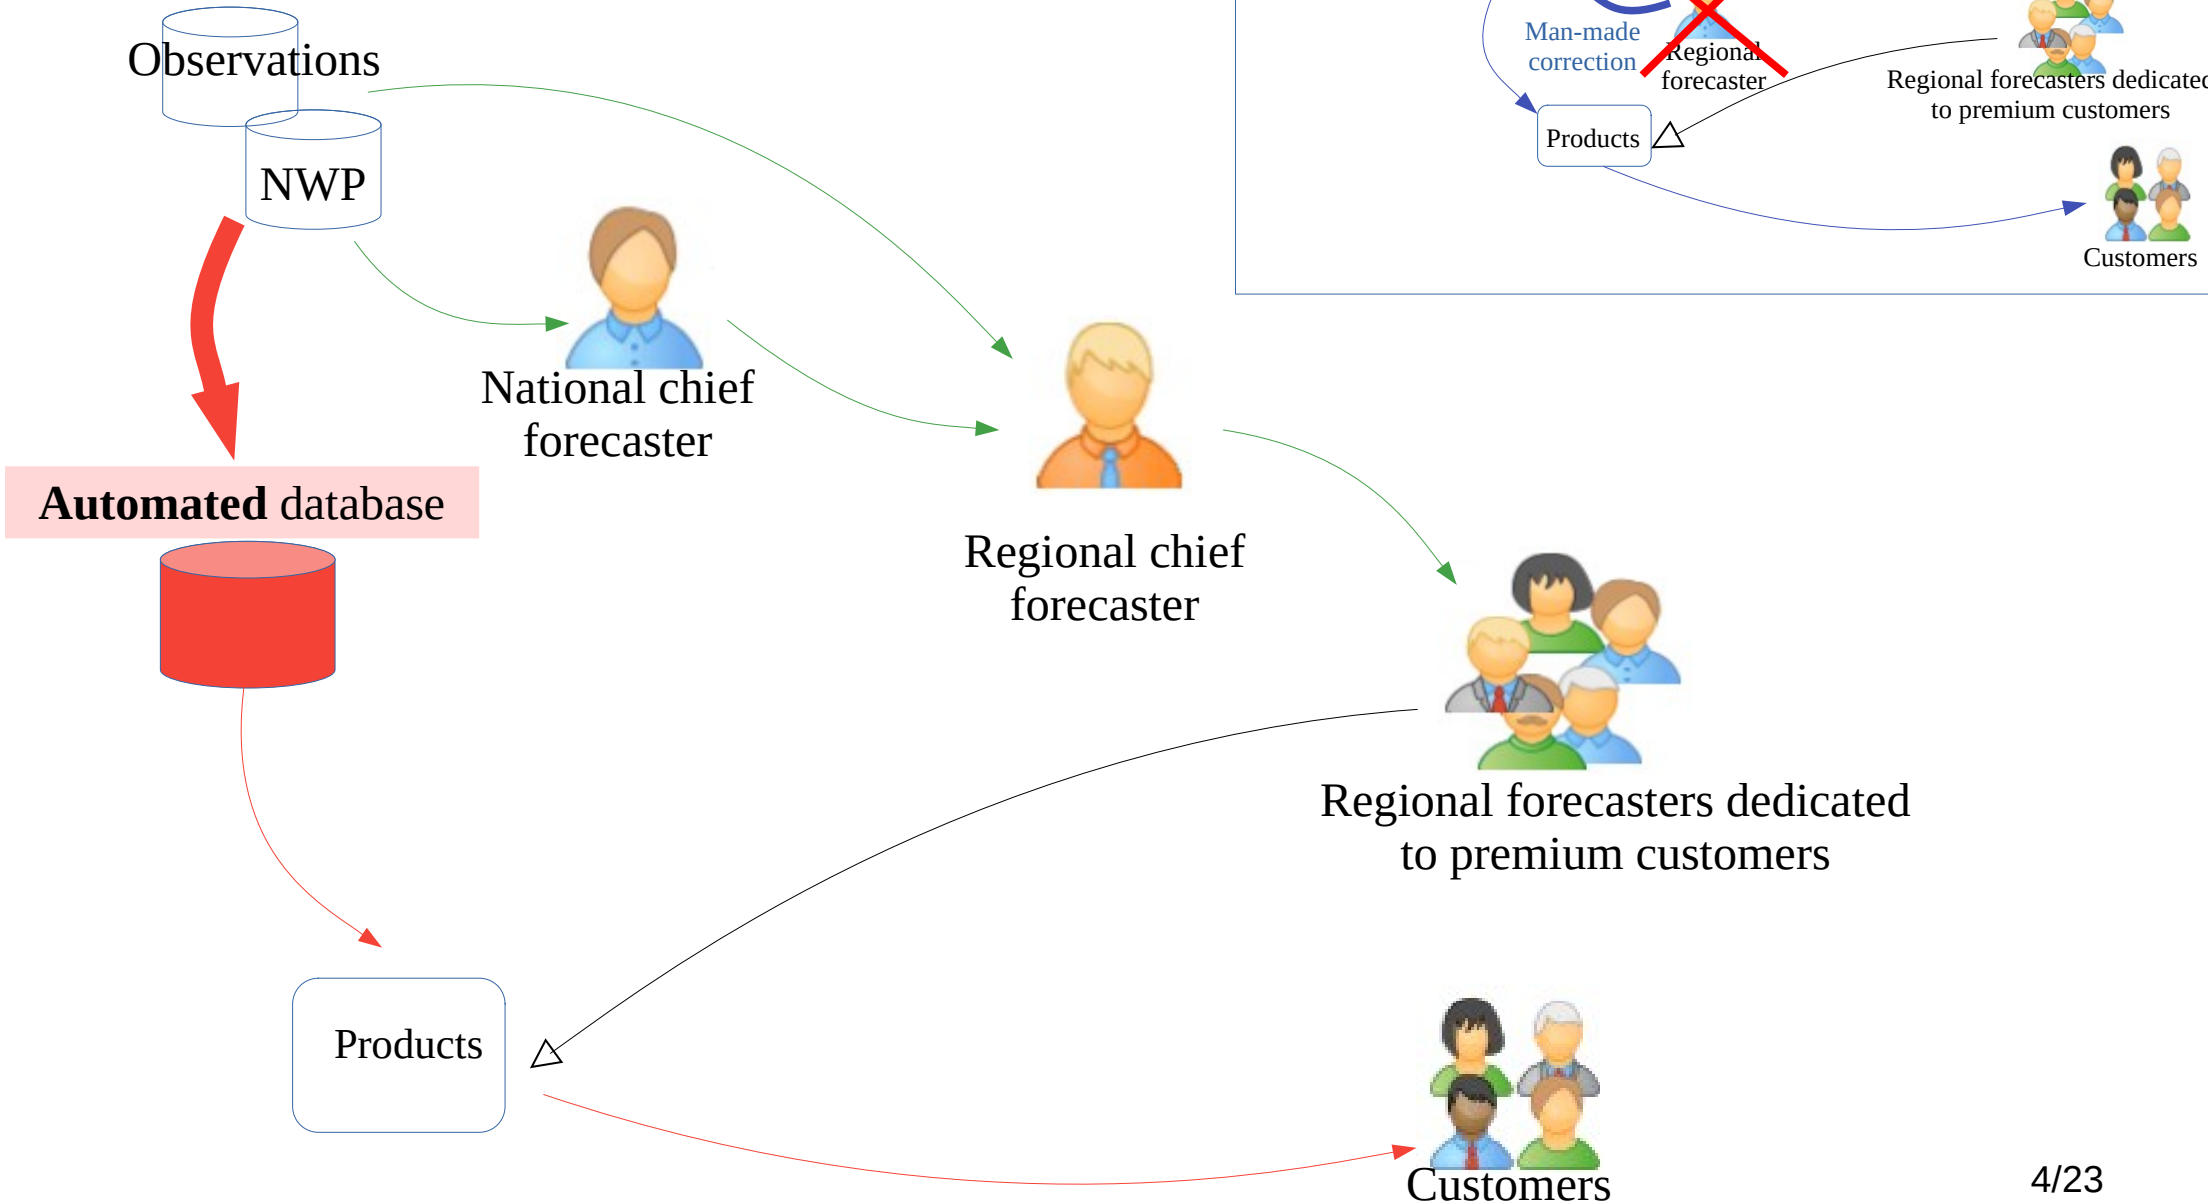 Observations
NWP
National chief
forecaster
Automated database
Regional chief
forecaster
Regional forecasters dedicated
to premium customers
Products
Customers
Man-made
correction
Regional
forecaster
Regional forecasters dedicated
to premium customers
Products
Customers
4/23